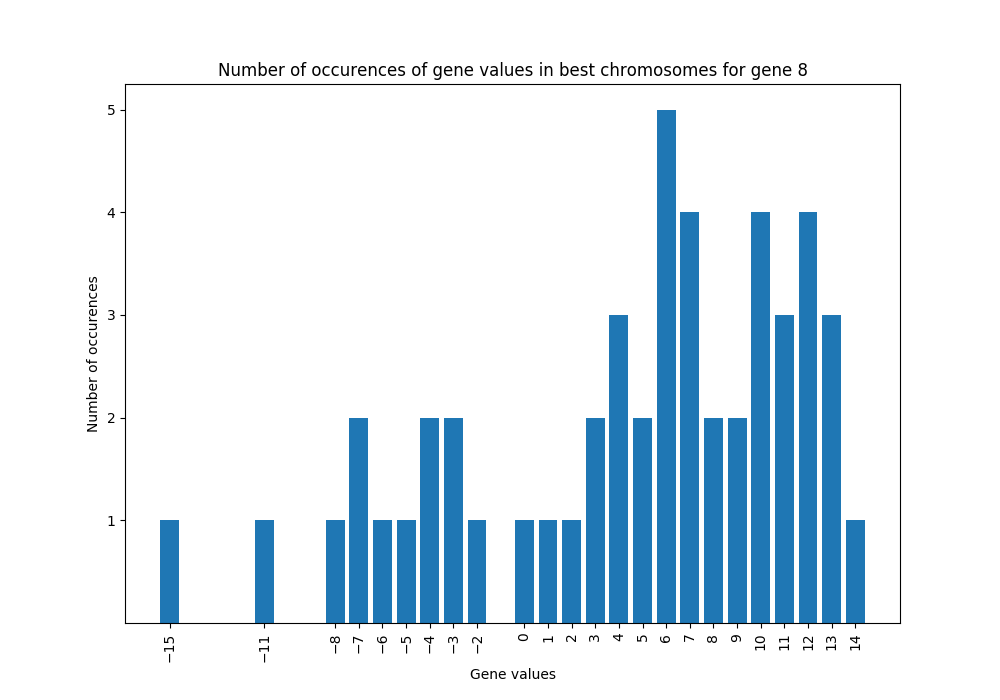 Number of occurences of gene values in best chromosomes for gene 8
5
4
3
2
1
Number of occurences
−15 −11 −8 −7 −6 −5 −4 −3 −2 0 1 2 3 4 5 6 7 8 9 10 11 12 13 14
Gene values